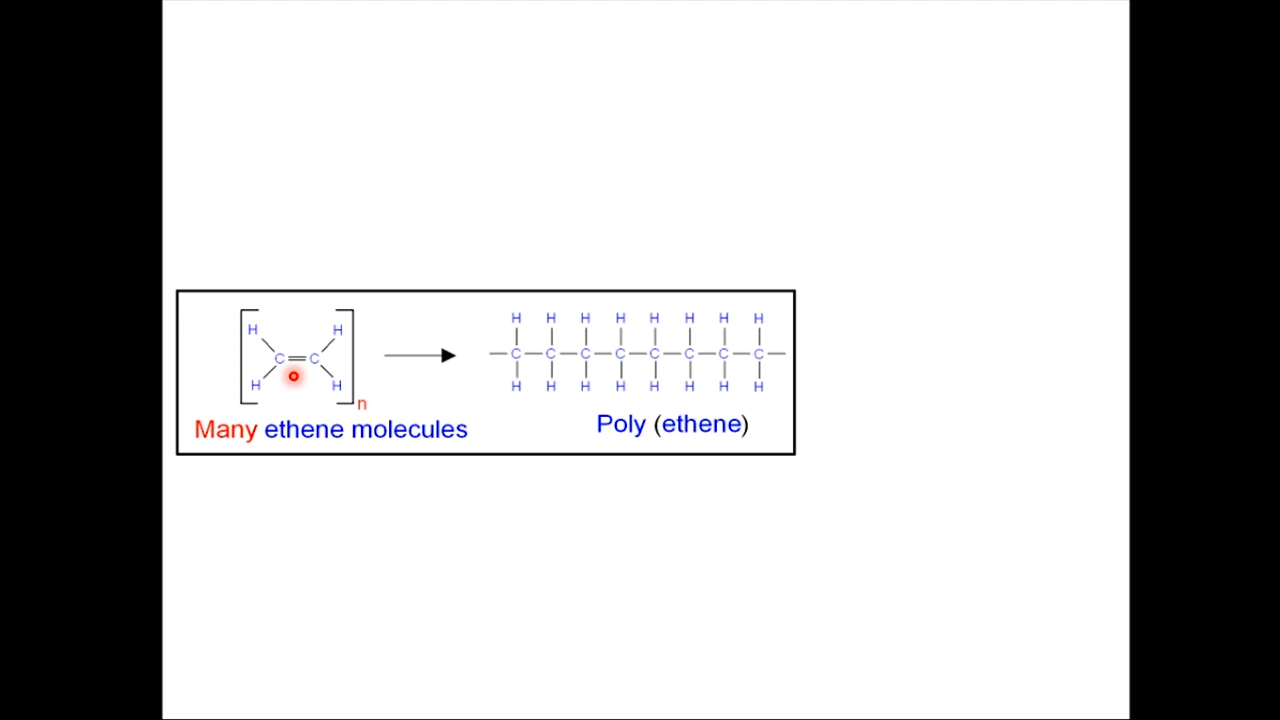 H H
C C
H H
n
Many ethene molecules
H H H H H H H H
C C C C C C C C
H H H H H H H H
Poly (ethene)